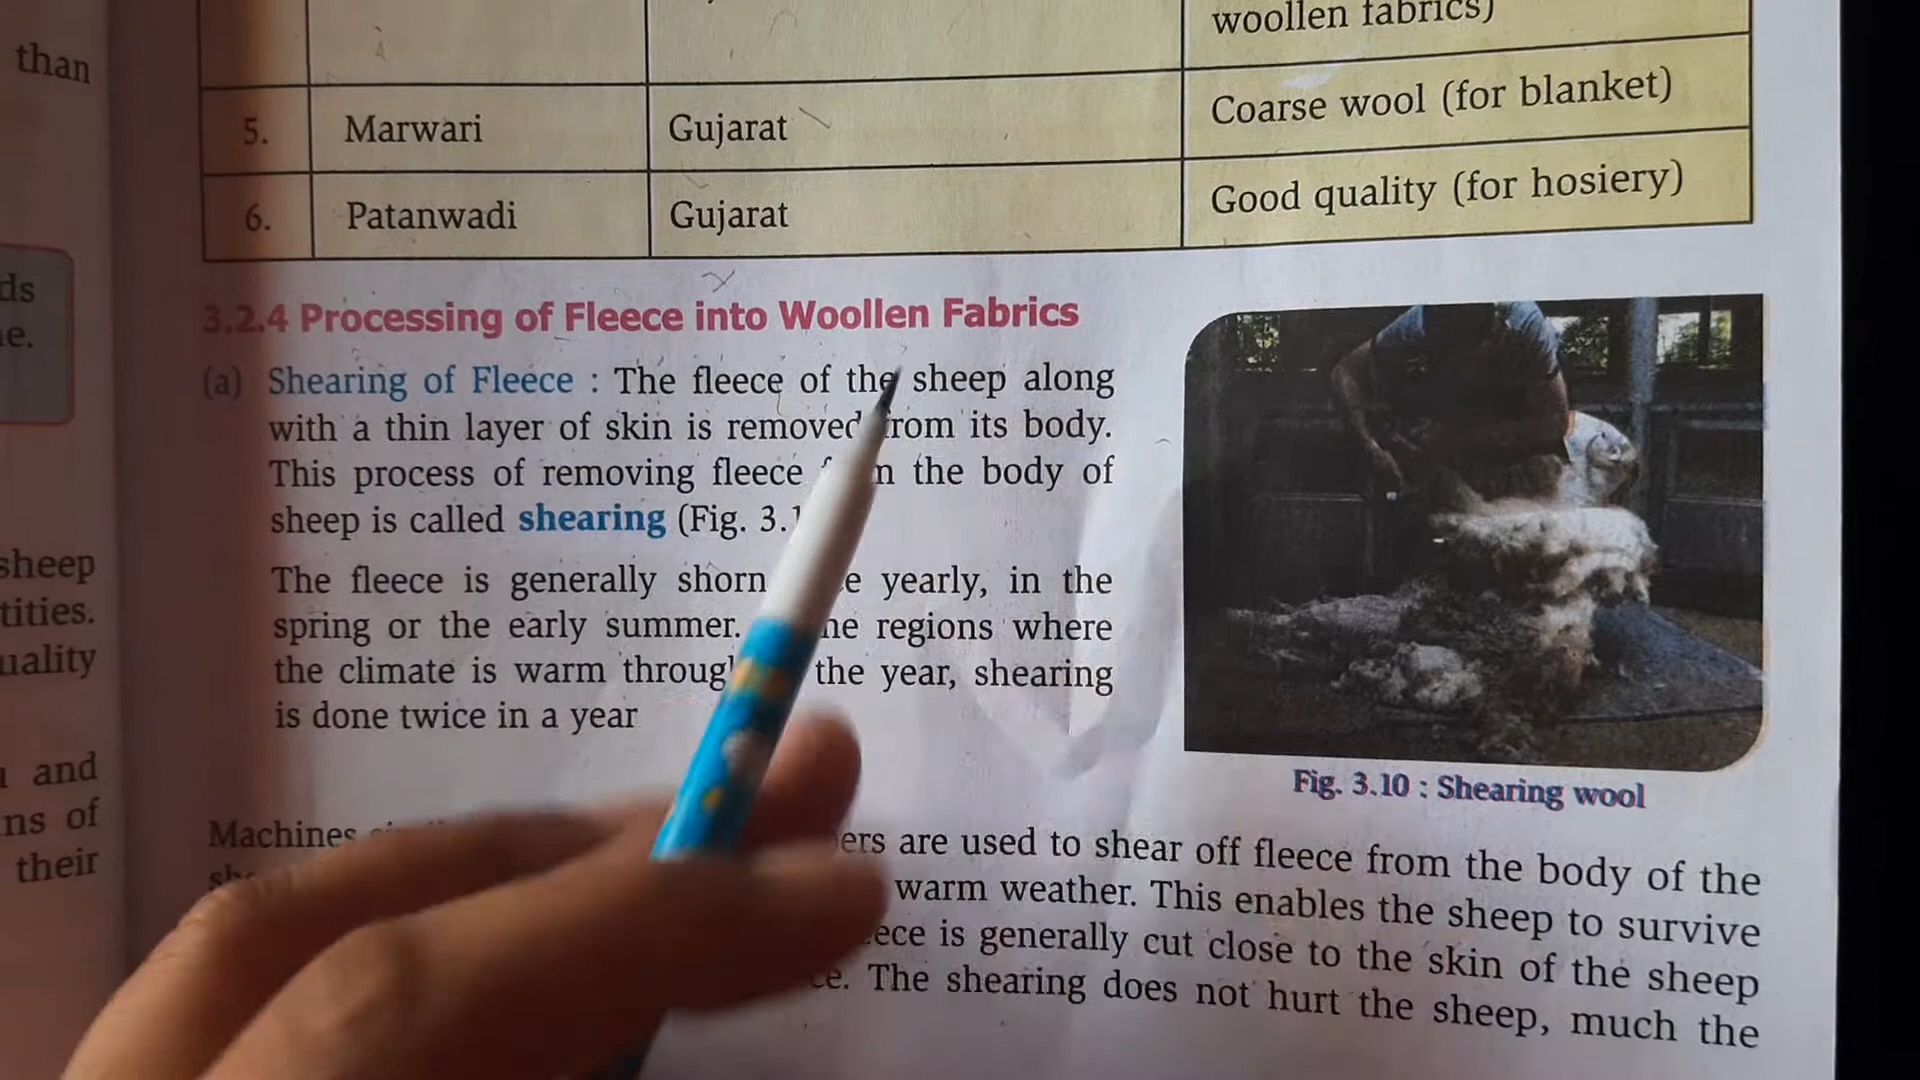 than
ds
e.
sheep
tities.
uality
and
ns of
their
woollen fabrics)
5. Marwari Gujarat Coarse wool (for blanket)
6. Patanwadi Gujarat Good quality (for hosiery)
3.2.4 Processing of Fleece into Woollen Fabrics
(a) Shearing of Fleece : The fleece of the sheep along
with a thin layer of skin is removed from its body.
This process of removing fleece the body of
sheep is called shearing (Fig. 3.1
The fleece is generally shorn yearly, in the
spring or the early summer. regions where
the climate is warm through the year, shearing
is done twice in a year
Fig. 3.10 : Shearing wool
Machines ers are used to shear off fleece from the body of the
warm weather. This enables the sheep to survive
is generally cut close to the skin of the sheep
The shearing does not hurt the sheep, much the